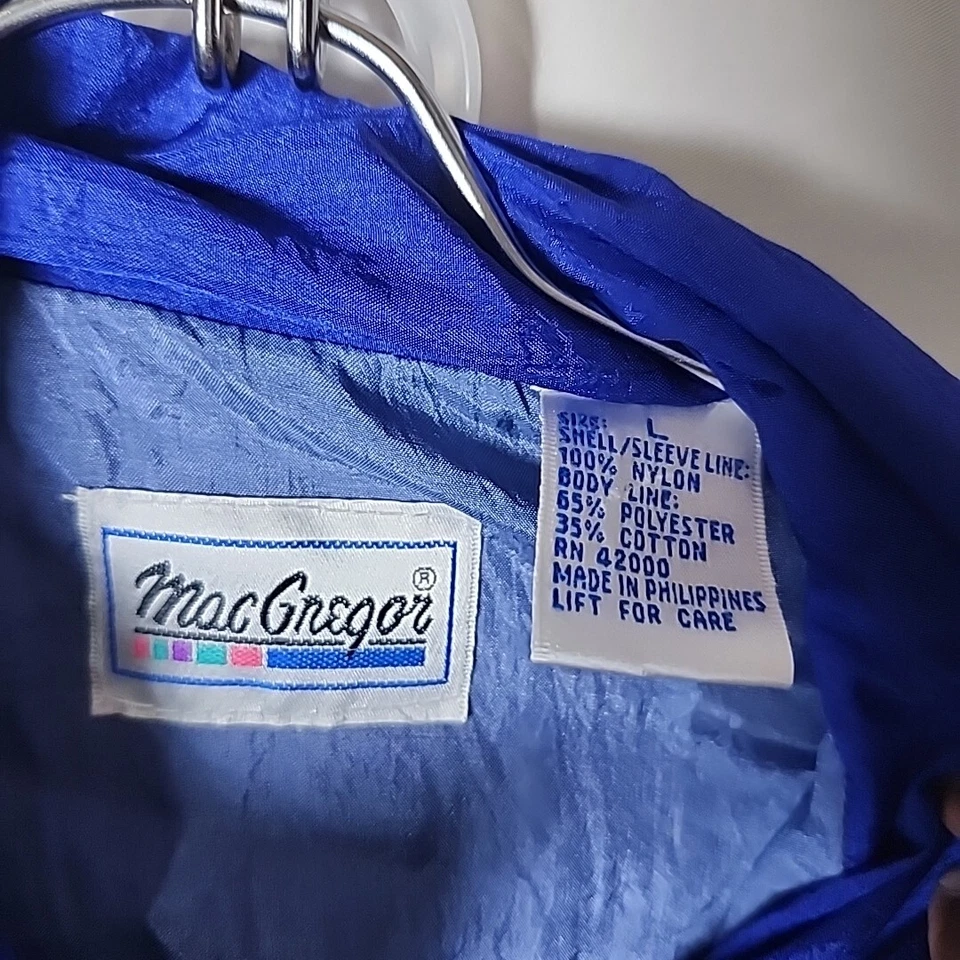 MacGregor®
SIZE: L
SHELL/SLEEVE LINE:
100% NYLON
BODY LINE:
65% POLYESTER
35% COTTON
RN 42000
MADE IN PHILIPPINES
LIFT FOR CARE